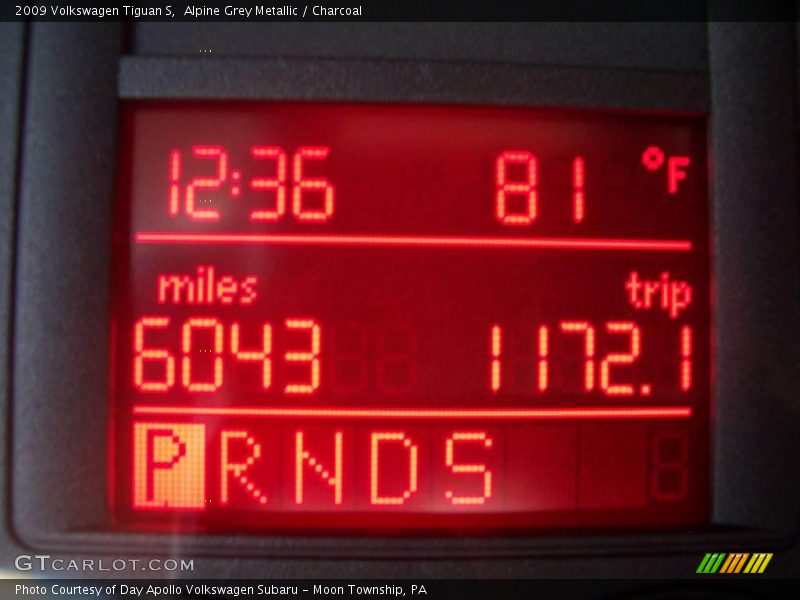 2009 Volkswagen Tiguan S,  Alpine Grey Metallic / Charcoal
12:36 81 °F
miles trip
6043 1172.1
P R N D S
GTCARLOT.COM
Photo Courtesy of Day Apollo Volkswagen Subaru – Moon Township, PA